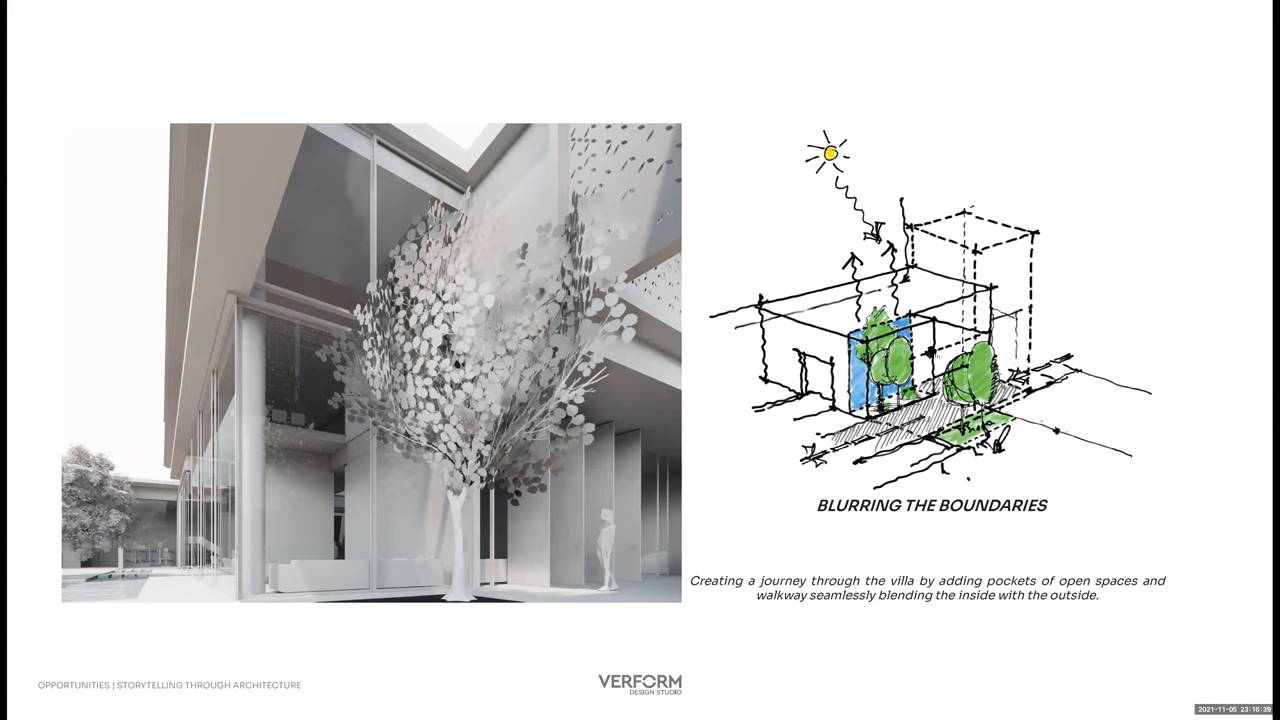 BLURRING THE BOUNDARIES
Creating a journey through the villa by adding pockets of open spaces and
walkway seamlessly blending the inside with the outside.
OPPORTUNITIES | STORYTELLING THROUGH ARCHITECTURE
VERFORM
DESIGN STUDIO
2021-11-05 23:16:39